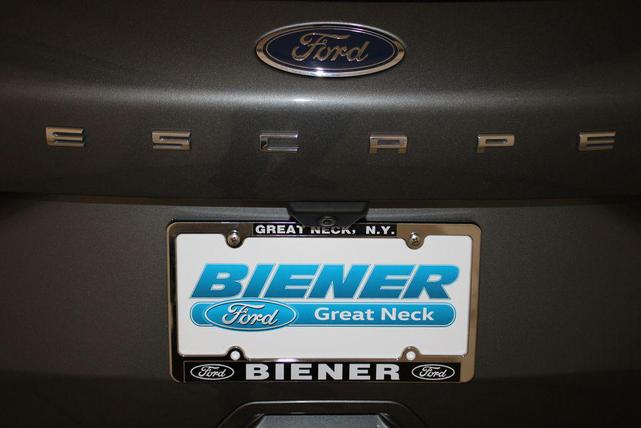 Ford
ESCAPE
GREAT NECK, N.Y.
BIENER
Ford Great Neck
Ford BIENER Ford